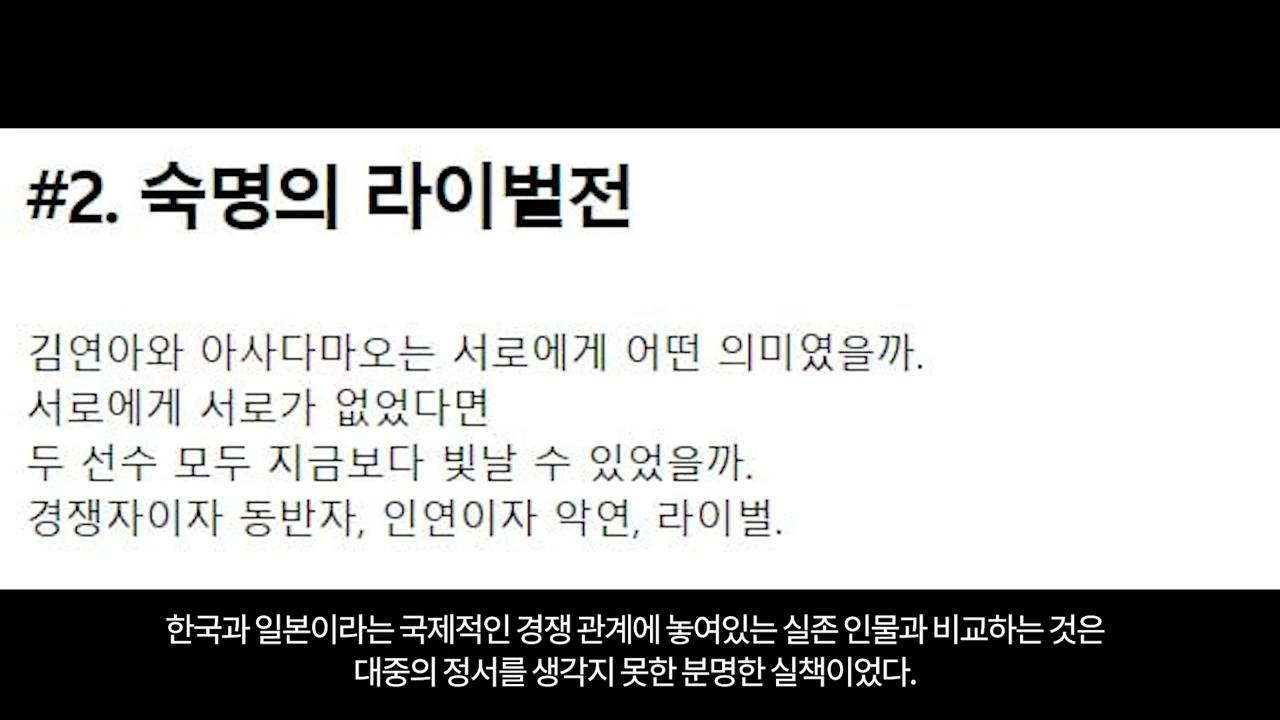 #2. 숙명의 라이벌전
김연아와 아사다마오는 서로에게 어떤 의미였을까.
서로에게 서로가 없었다면
두 선수 모두 지금보다 빛날 수 있었을까.
경쟁자이자 동반자, 인연이자 악연, 라이벌.
한국과 일본이라는 국제적인 경쟁 관계에 놓여있는 실존 인물과 비교하는 것은
대중의 정서를 생각지 못한 분명한 실책이었다.